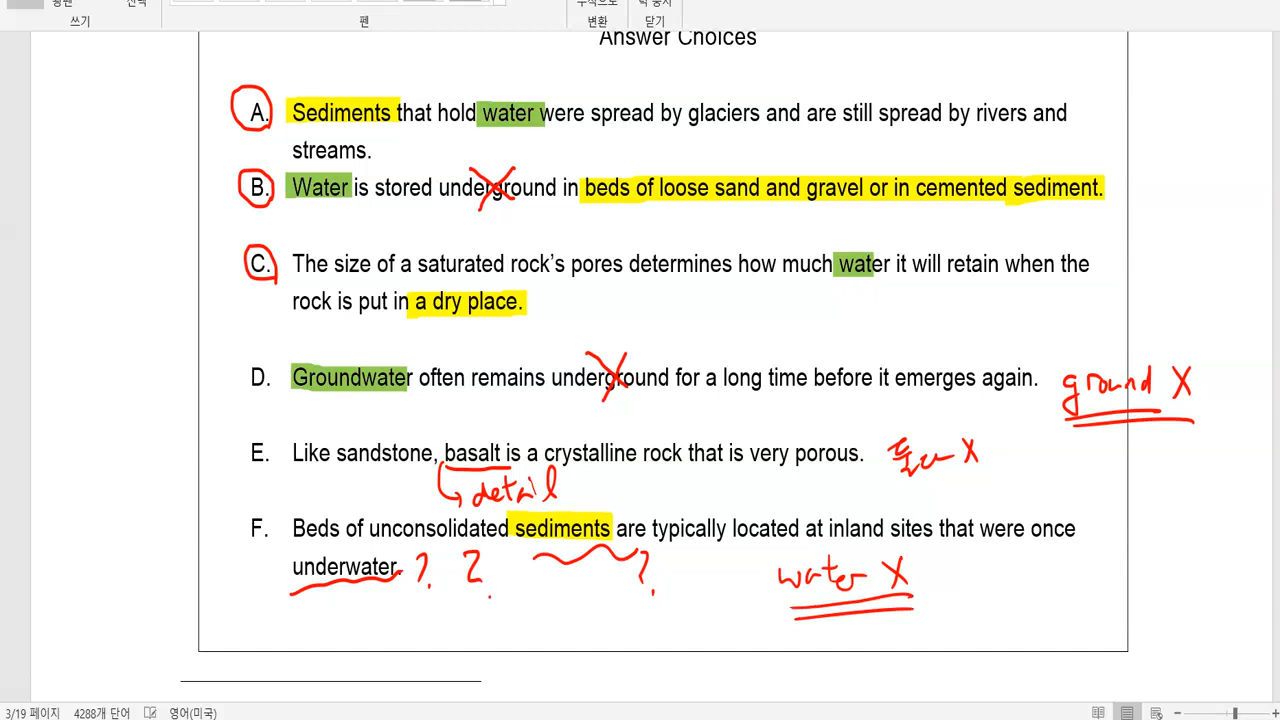 쓰기
펜
변환
닫기
Answer Choices
A. Sediments that hold water were spread by glaciers and are still spread by rivers and
streams.
B. Water is stored underground in beds of loose sand and gravel or in cemented sediment.
C. The size of a saturated rock's pores determines how much water it will retain when the
rock is put in a dry place.
D. Groundwater often remains underground for a long time before it emerges again.
ground X
E. Like sandstone, basalt is a crystalline rock that is very porous.
둘다 X
detail
F. Beds of unconsolidated sediments are typically located at inland sites that were once
underwater.
? ? ?
water X
3/19 페이지 4288개 단어 영어(미국)